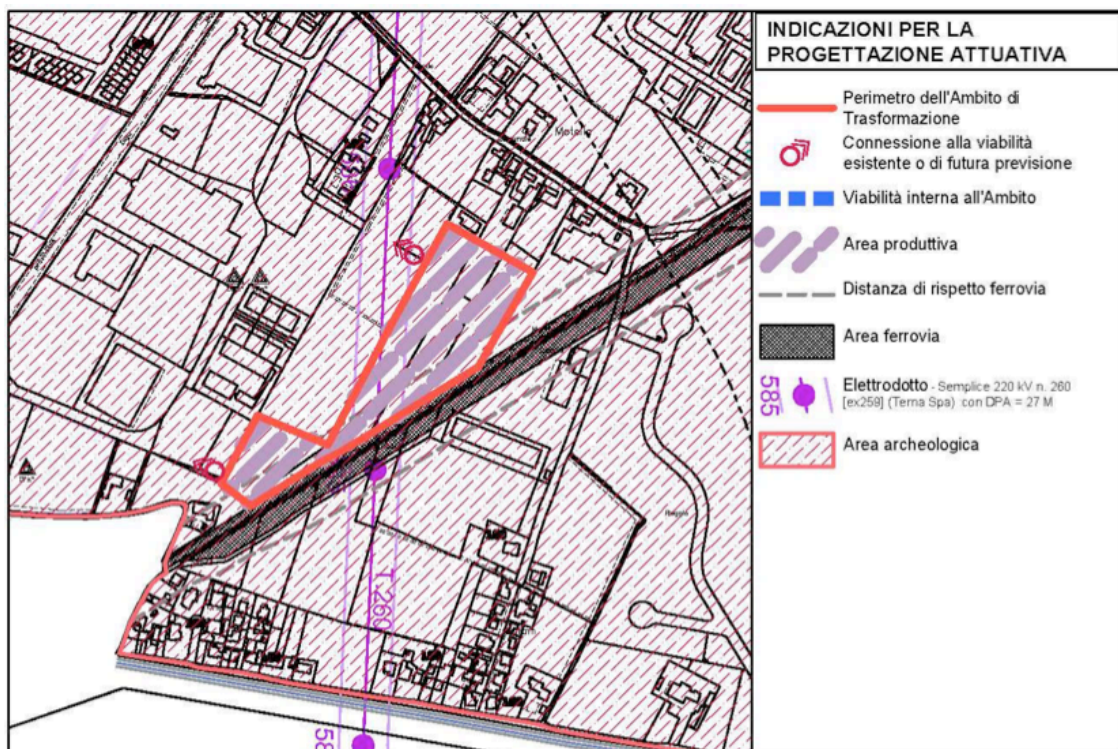 INDICAZIONI PER LA
PROGETTAZIONE ATTUATIVA
Perimetro dell'Ambito di
Trasformazione
Connessione alla viabilità
esistente o di futura previsione
Viabilità interna all'Ambito
Area produttiva
Distanza di rispetto ferrovia
Area ferrovia
585
Elettrodotto - Semplice 220 kV n. 260
[ex259] (Terna Spa) con DPA = 27 M
Area archeologica
T.260
58